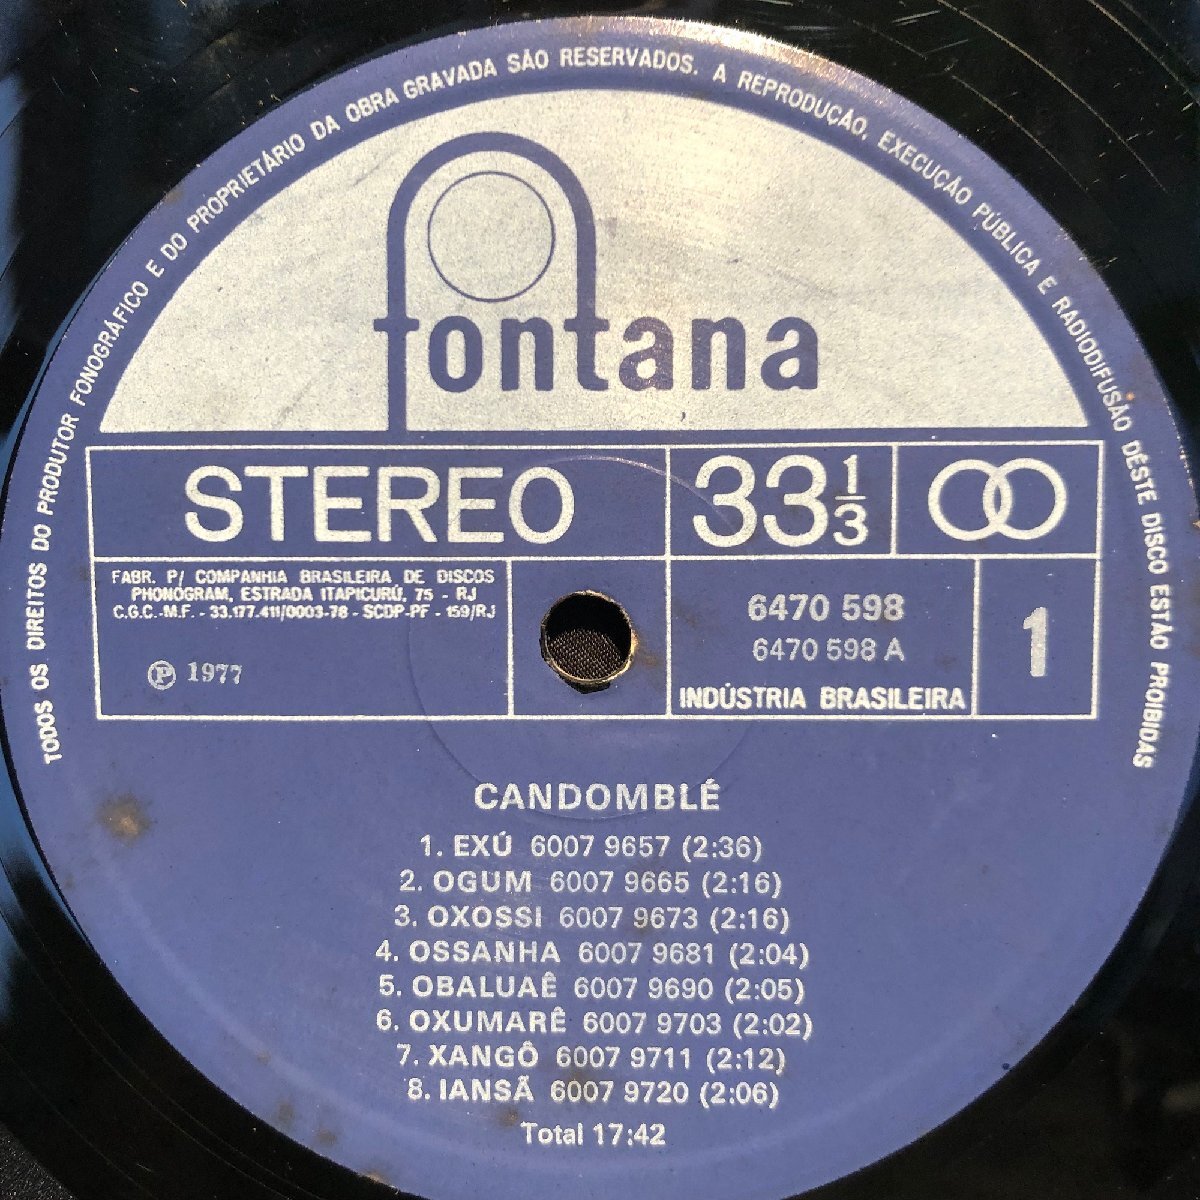 TODOS OS DIREITOS DO PRODUTOR FONOGRÁFICO E DO PROPRIETÁRIO DA OBRA GRAVADA SÃO RESERVADOS. A REPRODUÇÃO, EXECUÇÃO PÚBLICA E RADIODIFUSÃO DÊSTE DISCO ESTÃO PROIBIDAS
fontana
STEREO
33 1/3
FABR. P/ COMPANHIA BRASILEIRA DE DISCOS
PHONOGRAM, ESTRADA ITAPICURÚ, 75 - RJ
C.G.C.-M.F. - 33.177.411/0003-78 - SCDP-PF - 159/RJ
Ⓟ 1977
6470 598
6470 598 A
INDÚSTRIA BRASILEIRA
1
CANDOMBLÉ
1. EXÚ 6007 9657 (2:36)
2. OGUM 6007 9665 (2:16)
3. OXOSSI 6007 9673 (2:16)
4. OSSANHA 6007 9681 (2:04)
5. OBALUAÊ 6007 9690 (2:05)
6. OXUMARÊ 6007 9703 (2:02)
7. XANGÔ 6007 9711 (2:12)
8. IANSÃ 6007 9720 (2:06)
Total 17:42